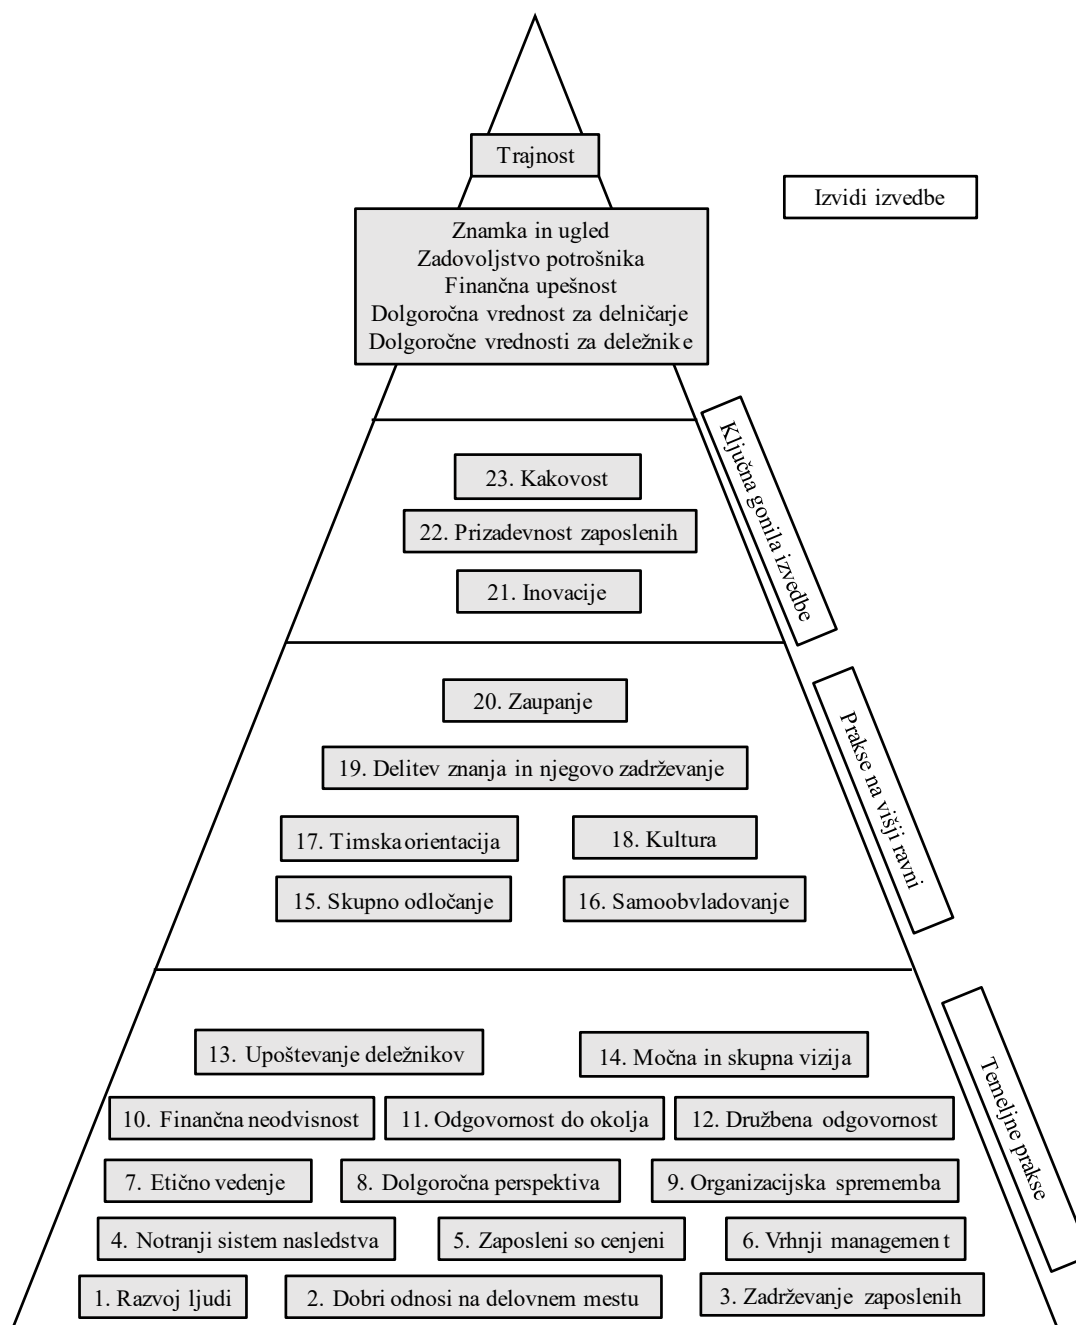 Trajnost
Izvidi izvedbe
Znamka in ugled
Zadovoljstvo potrošnika
Finančna upešnost
Dolgoročna vrednost za delničarje
Dolgoročne vrednosti za deležnike
Ključna gonila izvedbe
23. Kakovost
22. Prizadevnost zaposlenih
21. Inovacije
Prakse na višji ravni
20. Zaupanje
19. Delitev znanja in njegovo zadrževanje
17. Timska orientacija
18. Kultura
15. Skupno odločanje
16. Samoobvladovanje
Temeljne prakse
13. Upoštevanje deležnikov
14. Močna in skupna vizija
10. Finančna neodvisnost
11. Odgovornost do okolja
12. Družbena odgovornost
7. Etično vedenje
8. Dolgoročna perspektiva
9. Organizacijska sprememba
4. Notranji sistem nasledstva
5. Zaposleni so cenjeni
6. Vrhnji management
1. Razvoj ljudi
2. Dobri odnosi na delovnem mestu
3. Zadrževanje zaposlenih